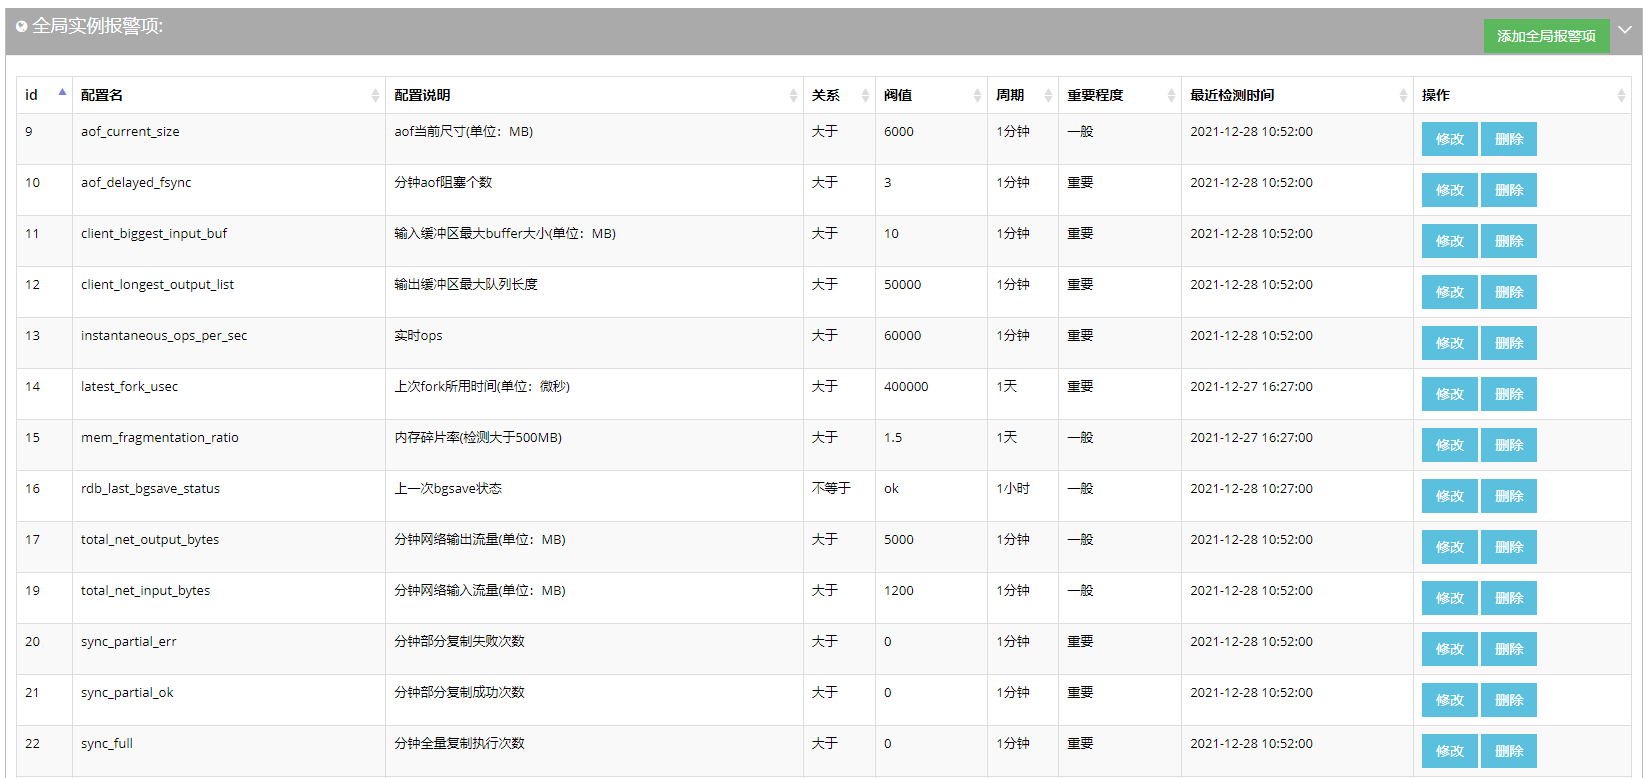 全局实例报警项:
添加全局报警项
id 配置名 配置说明 关系 阀值 周期 重要程度 最近检测时间 操作
9 aof_current_size aof当前尺寸(单位：MB) 大于 6000 1分钟 一般 2021-12-28 10:52:00 修改 删除
10 aof_delayed_fsync 分钟aof阻塞个数 大于 3 1分钟 重要 2021-12-28 10:52:00 修改 删除
11 client_biggest_input_buf 输入缓冲区最大buffer大小(单位：MB) 大于 10 1分钟 重要 2021-12-28 10:52:00 修改 删除
12 client_longest_output_list 输出缓冲区最大队列长度 大于 50000 1分钟 重要 2021-12-28 10:52:00 修改 删除
13 instantaneous_ops_per_sec 实时ops 大于 60000 1分钟 重要 2021-12-28 10:52:00 修改 删除
14 latest_fork_usec 上次fork所用时间(单位：微秒) 大于 400000 1天 重要 2021-12-27 16:27:00 修改 删除
15 mem_fragmentation_ratio 内存碎片率(检测大于500MB) 大于 1.5 1天 一般 2021-12-27 16:27:00 修改 删除
16 rdb_last_bgsave_status 上一次bgsave状态 不等于 ok 1小时 一般 2021-12-28 10:27:00 修改 删除
17 total_net_output_bytes 分钟网络输出流量(单位：MB) 大于 5000 1分钟 一般 2021-12-28 10:52:00 修改 删除
19 total_net_input_bytes 分钟网络输入流量(单位：MB) 大于 1200 1分钟 一般 2021-12-28 10:52:00 修改 删除
20 sync_partial_err 分钟部分复制失败次数 大于 0 1分钟 重要 2021-12-28 10:52:00 修改 删除
21 sync_partial_ok 分钟部分复制成功次数 大于 0 1分钟 重要 2021-12-28 10:52:00 修改 删除
22 sync_full 分钟全量复制执行次数 大于 0 1分钟 重要 2021-12-28 10:52:00 修改 删除